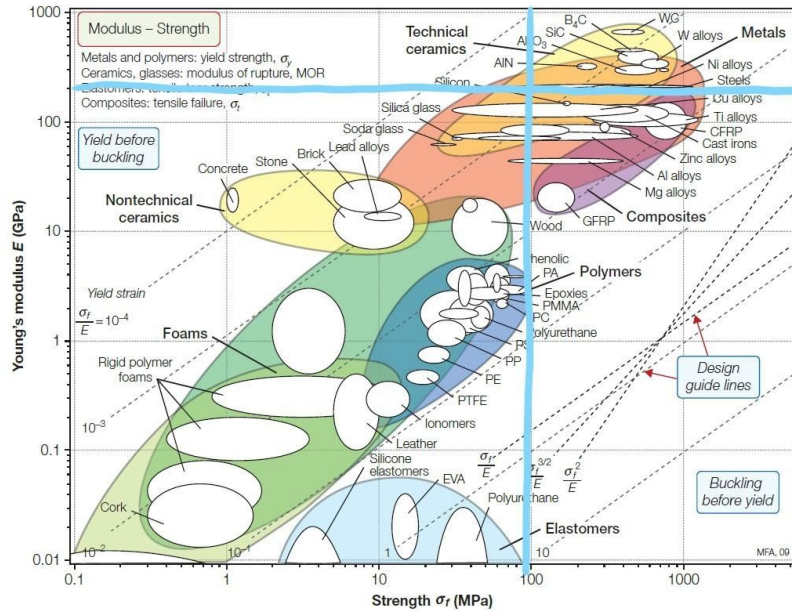 Modulus – Strength
Metals and polymers: yield strength, σy
Ceramics, glasses: modulus of rupture, MOR
Composites: tensile failure, σt
Technical ceramics
B4C
WC
SiC
W alloys
Metals
AlN
Ni alloys
Steels
Silicon
Cu alloys
Silica glass
Ti alloys
Soda glass
CFRP
Cast irons
Yield before buckling
Brick
Lead alloys
Zinc alloys
Stone
Al alloys
Concrete
Mg alloys
Nontechnical ceramics
Composites
GFRP
Wood
Yield strain
σf/E = 10-4
Polymers
PA
Epoxies
PMMA
PC
Foams
PP
Rigid polymer foams
PE
PTFE
Design guide lines
Ionomers
10-3
Leather
Silicone elastomers
σf/E
σf3/2/E
σf2/E
EVA
Buckling before yield
Cork
Elastomers
10-2
10-1
1
10
MFA, 09
1000
100
10
1
0.1
0.01
Young's modulus E (GPa)
0.1
1
10
100
1000
Strength σf (MPa)